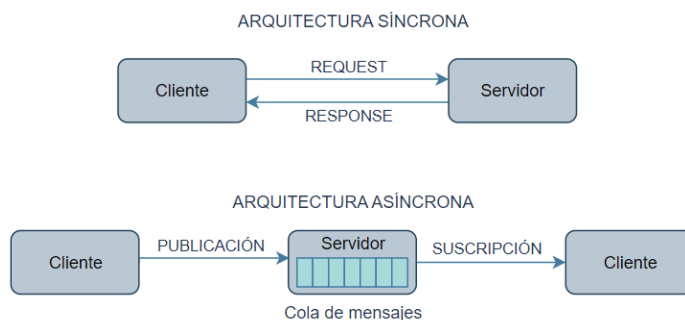 ARQUITECTURA SÍNCRONA
Cliente
REQUEST
RESPONSE
Servidor
ARQUITECTURA ASÍNCRONA
Cliente
PUBLICACIÓN
Servidor
SUSCRIPCIÓN
Cliente
Cola de mensajes